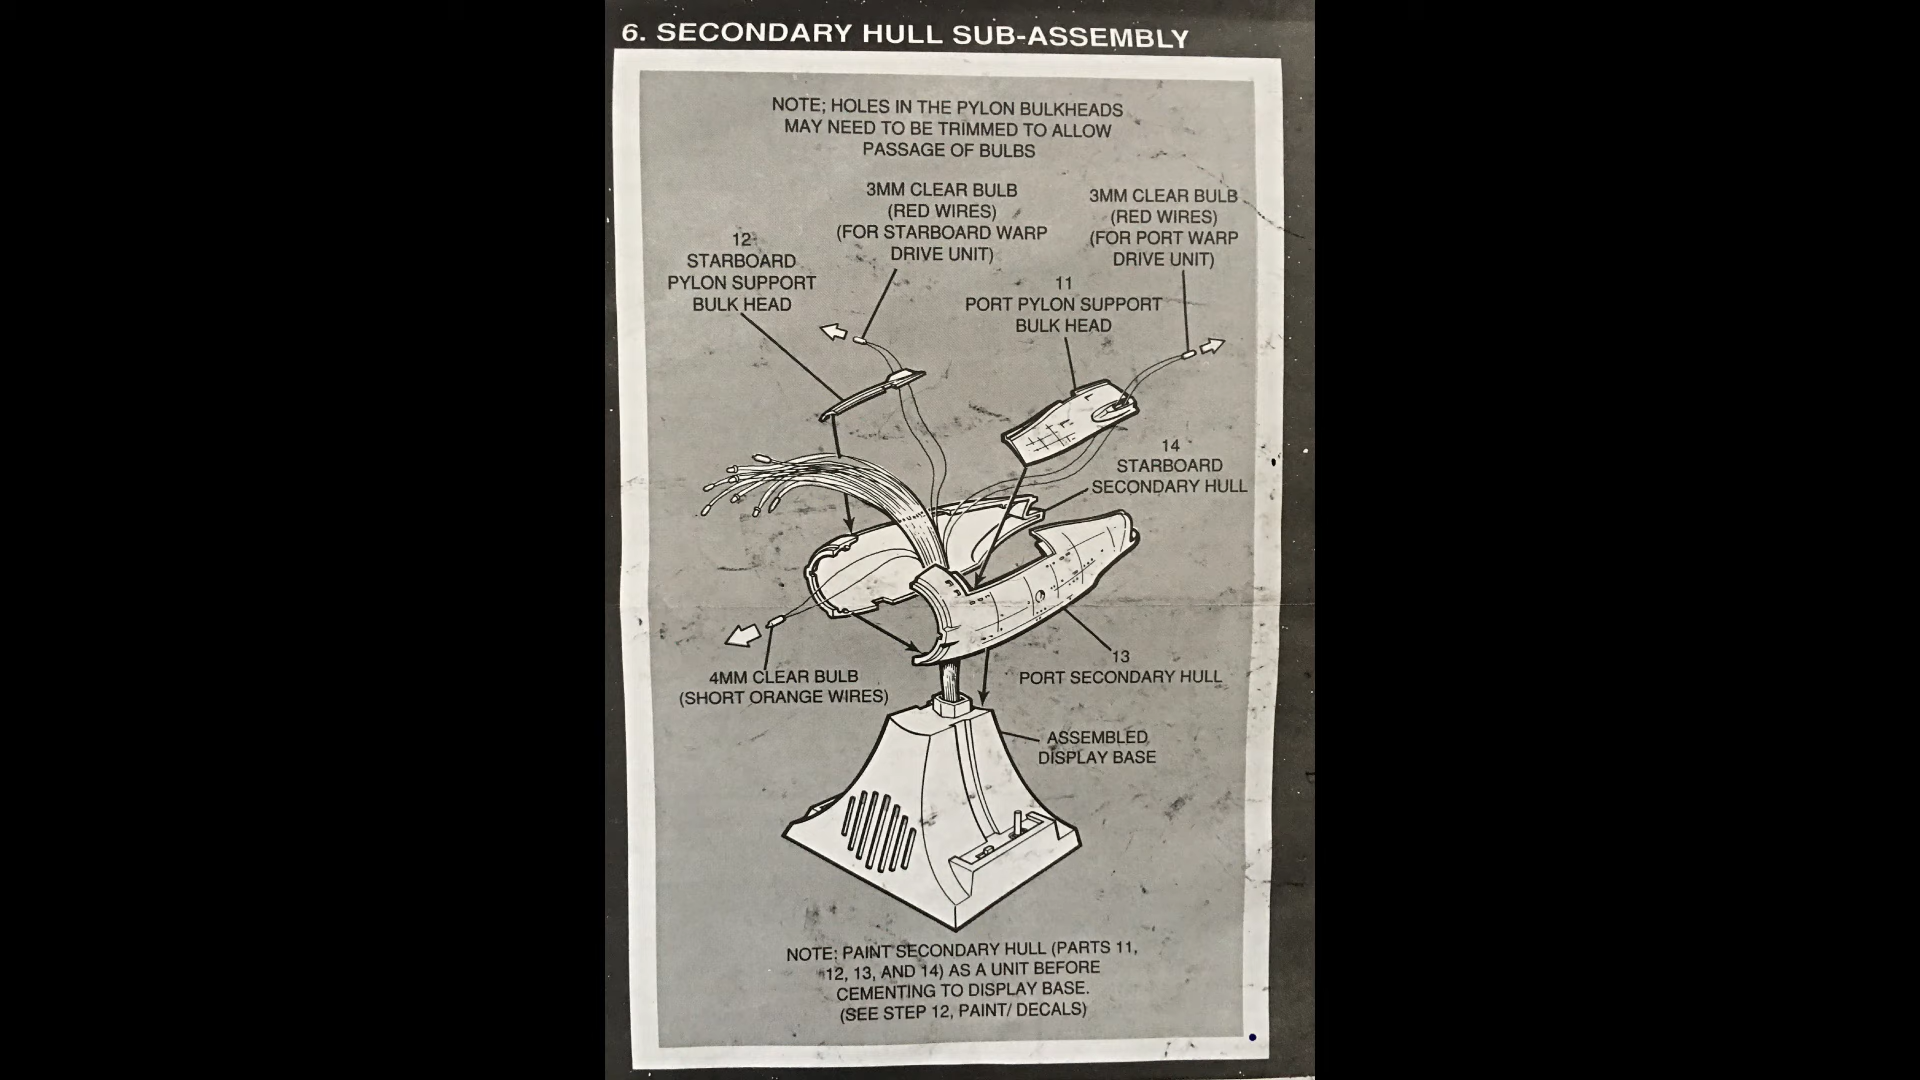 6. SECONDARY HULL SUB-ASSEMBLY
NOTE; HOLES IN THE PYLON BULKHEADS
MAY NEED TO BE TRIMMED TO ALLOW
PASSAGE OF BULBS
3MM CLEAR BULB
(RED WIRES)
(FOR STARBOARD WARP
DRIVE UNIT)
3MM CLEAR BULB
(RED WIRES)
(FOR PORT WARP
DRIVE UNIT)
12
STARBOARD
PYLON SUPPORT
BULK HEAD
11
PORT PYLON SUPPORT
BULK HEAD
14
STARBOARD
SECONDARY HULL
4MM CLEAR BULB
(SHORT ORANGE WIRES)
13
PORT SECONDARY HULL
ASSEMBLED
DISPLAY BASE
NOTE: PAINT SECONDARY HULL (PARTS 11,
12, 13, AND 14) AS A UNIT BEFORE
CEMENTING TO DISPLAY BASE.
(SEE STEP 12, PAINT/ DECALS)